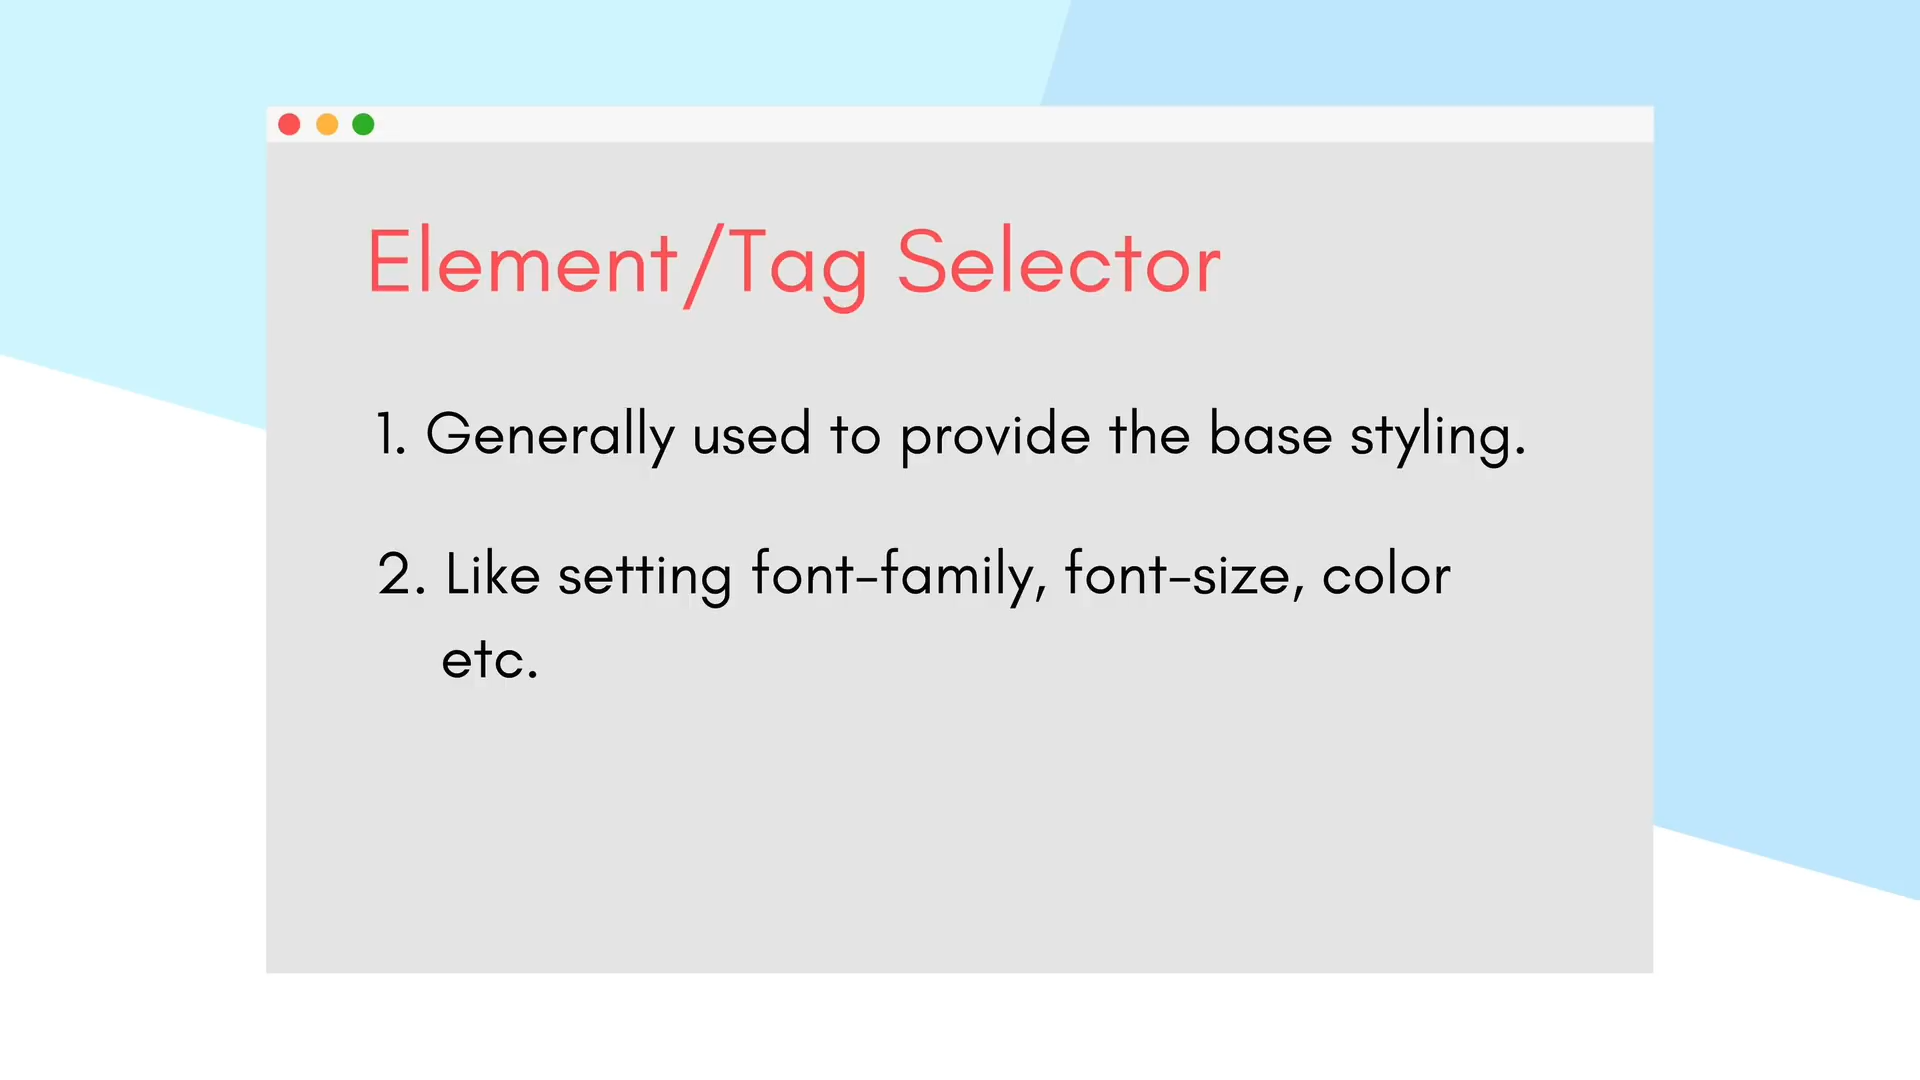 Element/Tag Selector
1. Generally used to provide the base styling.
2. Like setting font-family, font-size, color
etc.